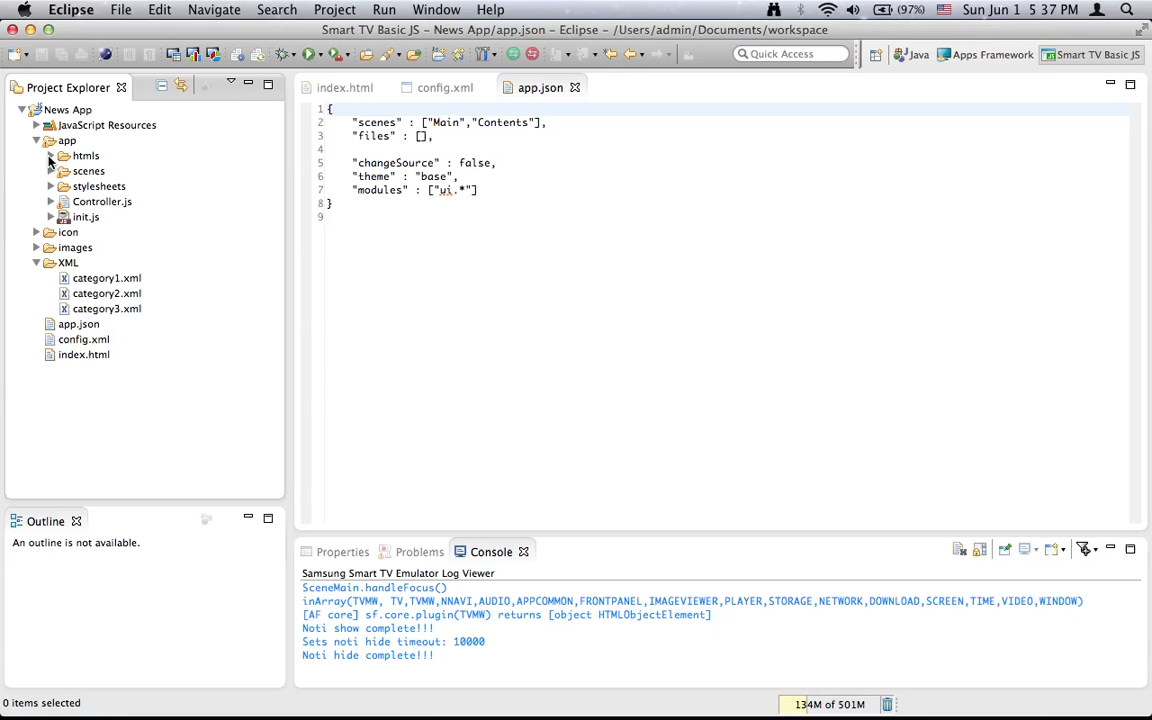 Eclipse File Edit Navigate Search Project Run Window Help (97%) Sun Jun 1 5:37 PM
Smart TV Basic JS – News App/app.json – Eclipse – /Users/admin/Documents/workspace
Quick Access Java Apps Framework Smart TV Basic JS
Project Explorer
index.html config.xml app.json
News App
JavaScript Resources
app
htmls
scenes
stylesheets
Controller.js
init.js
icon
images
XML
category1.xml
category2.xml
category3.xml
app.json
config.xml
index.html
1 {
2 "scenes" : ["Main","Contents"],
3 "files" : [],
4
5 "changeSource" : false,
6 "theme" : "base",
7 "modules" : ["ui.*"]
8 }
9
Outline
An outline is not available.
Properties Problems Console
Samsung Smart TV Emulator Log Viewer
SceneMain.handleFocus()
inArray(TVMW, TV,TVMW,NNAVI,AUDIO,APPCOMMON,FRONTPANEL,IMAGEVIEWER,PLAYER,STORAGE,NETWORK,DOWNLOAD,SCREEN,TIME,VIDEO,WINDOW)
[AF core] sf.core.plugin(TVMW) returns [object HTMLObjectElement]
Noti show complete!!!
Sets noti hide timeout: 10000
Noti hide complete!!!
0 items selected
134M of 501M